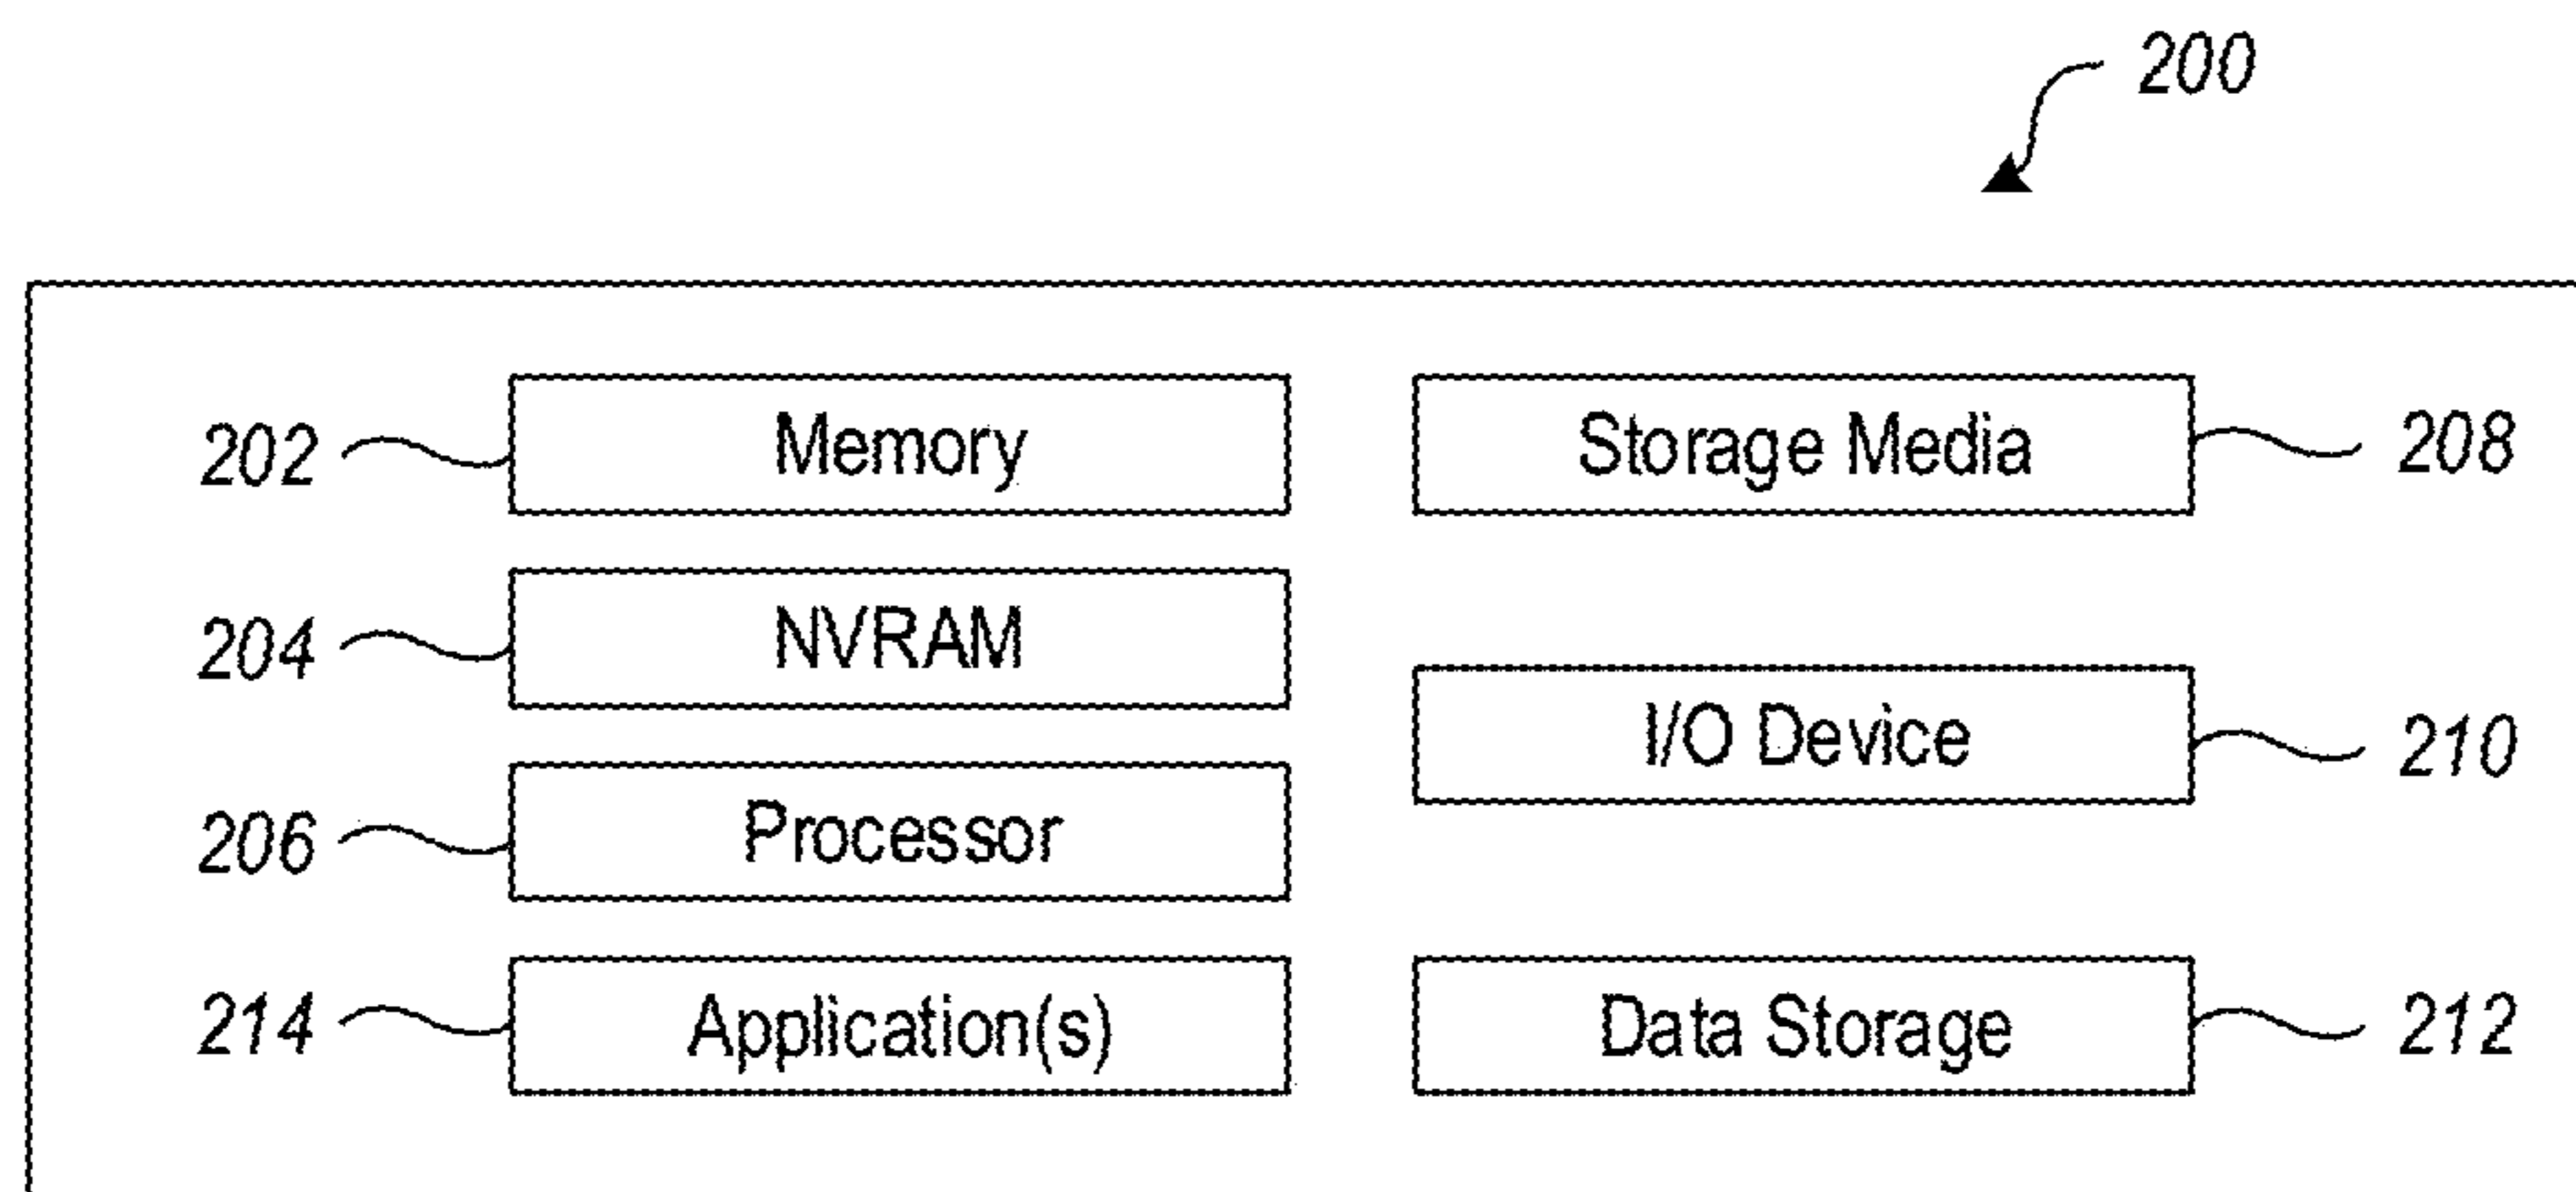 200
202 Memory Storage Media 208
204 NVRAM
I/O Device 210
206 Processor
214 Application(s) Data Storage 212